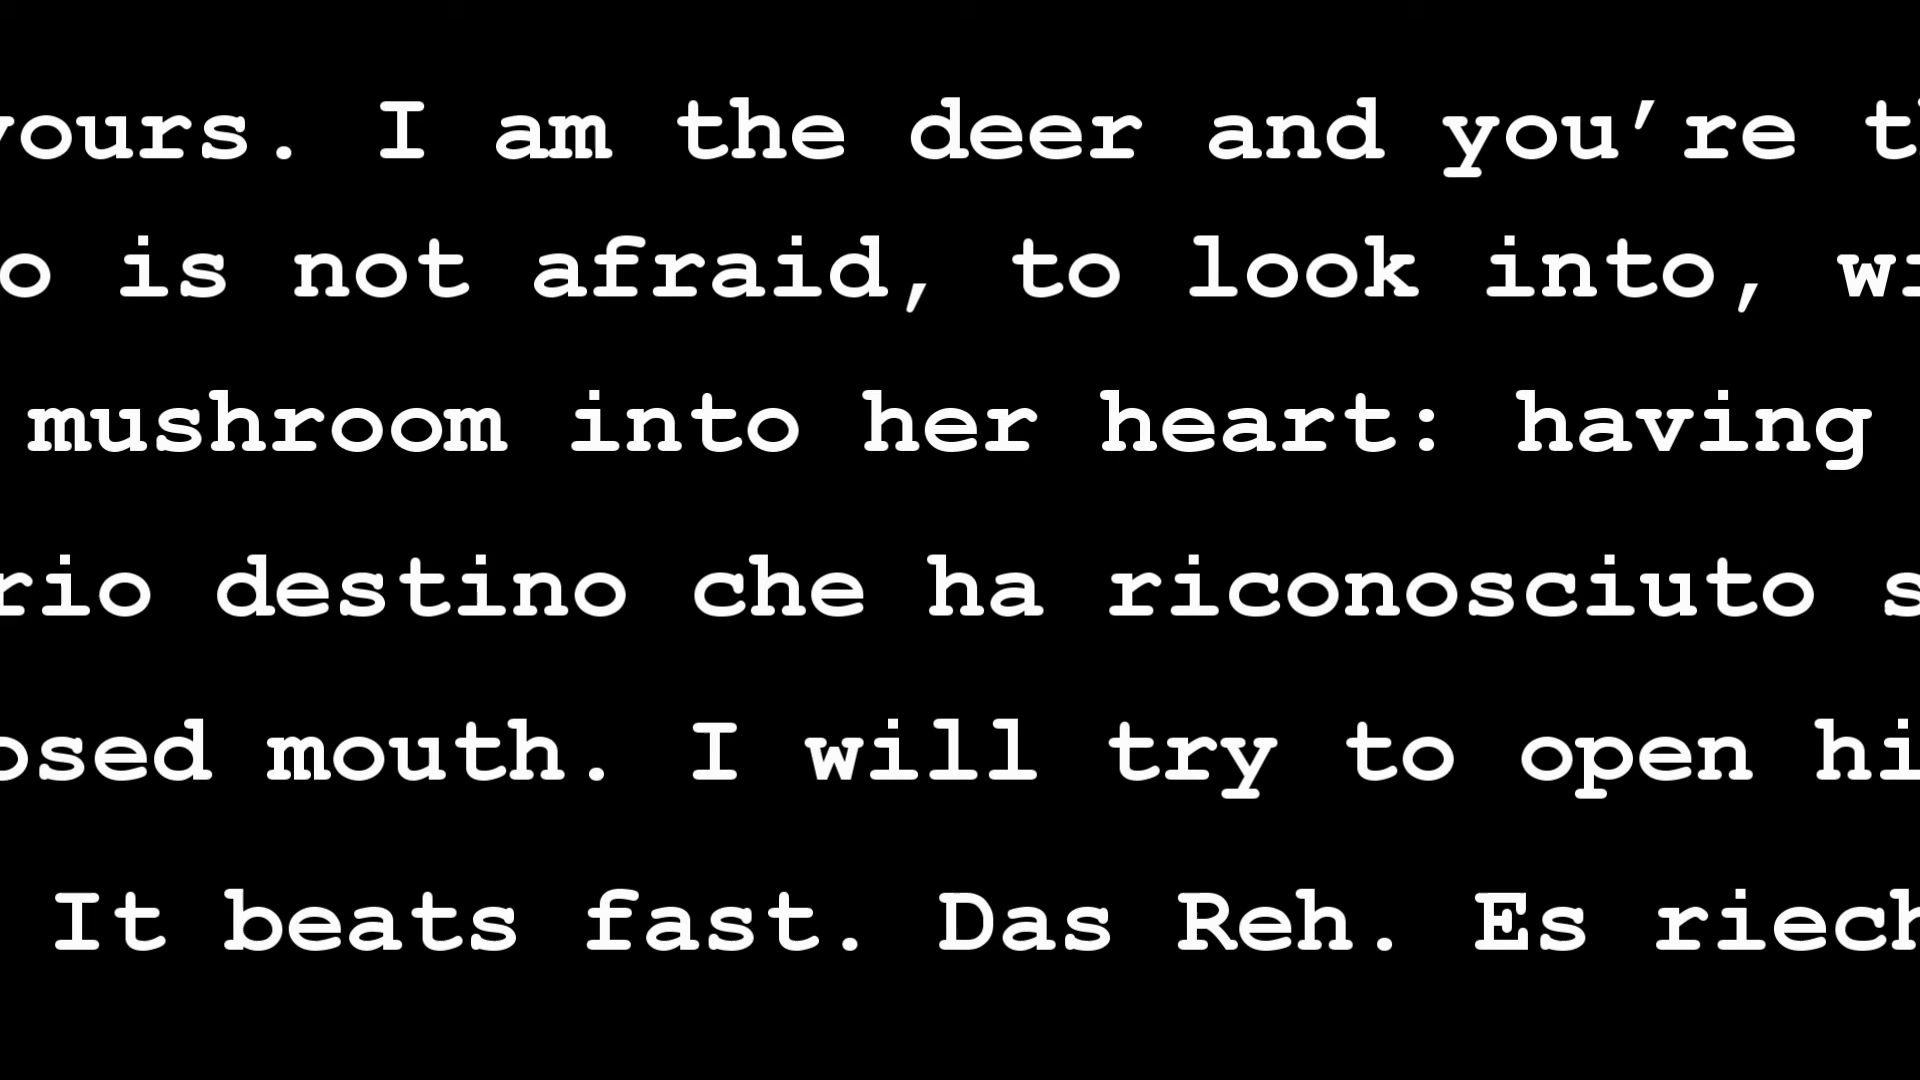 yours. I am the deer and you’re t
o is not afraid, to look into, wi
mushroom into her heart: having
rio destino che ha riconosciuto s
osed mouth. I will try to open hi
It beats fast. Das Reh. Es riech